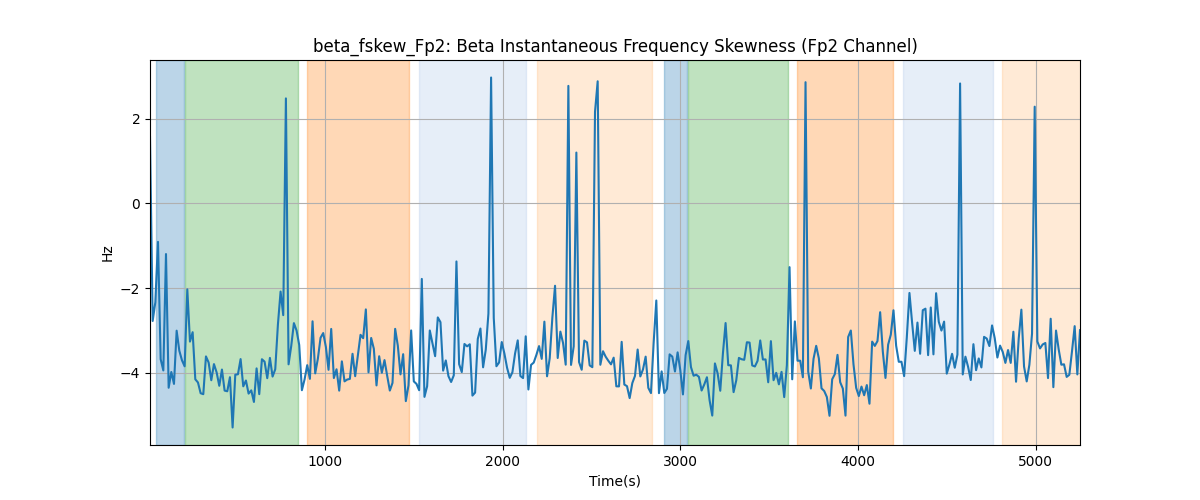 beta_fskew_Fp2: Beta Instantaneous Frequency Skewness (Fp2 Channel)
2
0
−2
−4
Hz
1000 2000 3000 4000 5000
Time(s)